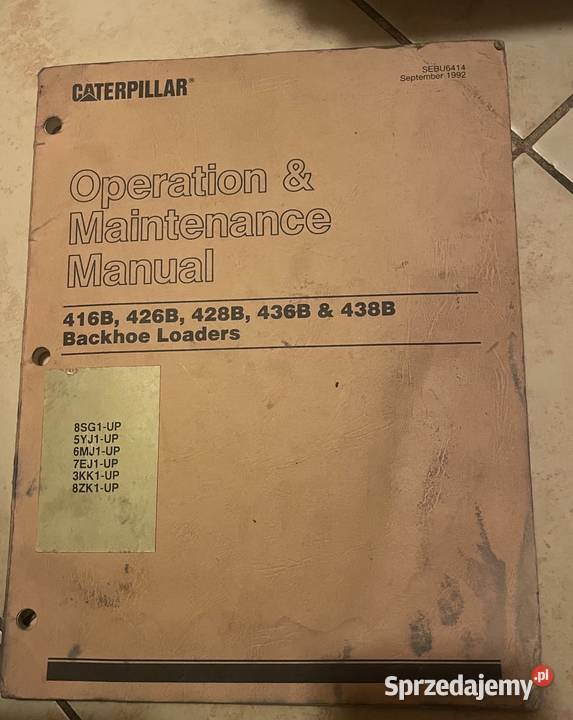 SEBU6414
September 1992
CATERPILLAR®
Operation &
Maintenance
Manual
416B, 426B, 428B, 436B & 438B
Backhoe Loaders
8SG1-UP
5YJ1-UP
6MJ1-UP
7EJ1-UP
3KK1-UP
8ZK1-UP
Sprzedajemy.pl